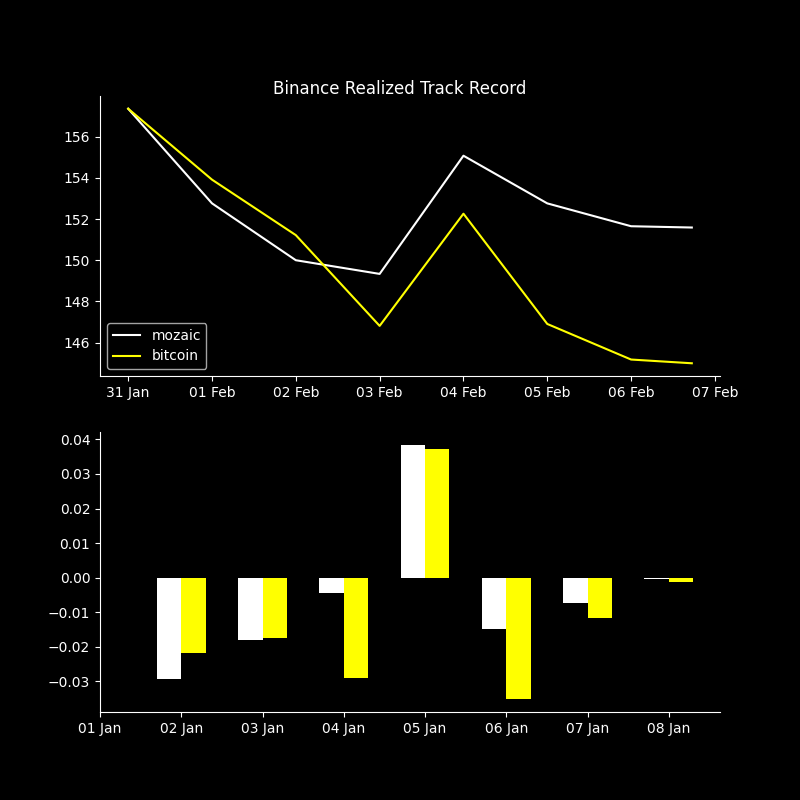 Binance Realized Track Record
156
154
152
150
148
146
mozaic
bitcoin
31 Jan 01 Feb 02 Feb 03 Feb 04 Feb 05 Feb 06 Feb 07 Feb
0.04
0.03
0.02
0.01
0.00
−0.01
−0.02
−0.03
01 Jan 02 Jan 03 Jan 04 Jan 05 Jan 06 Jan 07 Jan 08 Jan